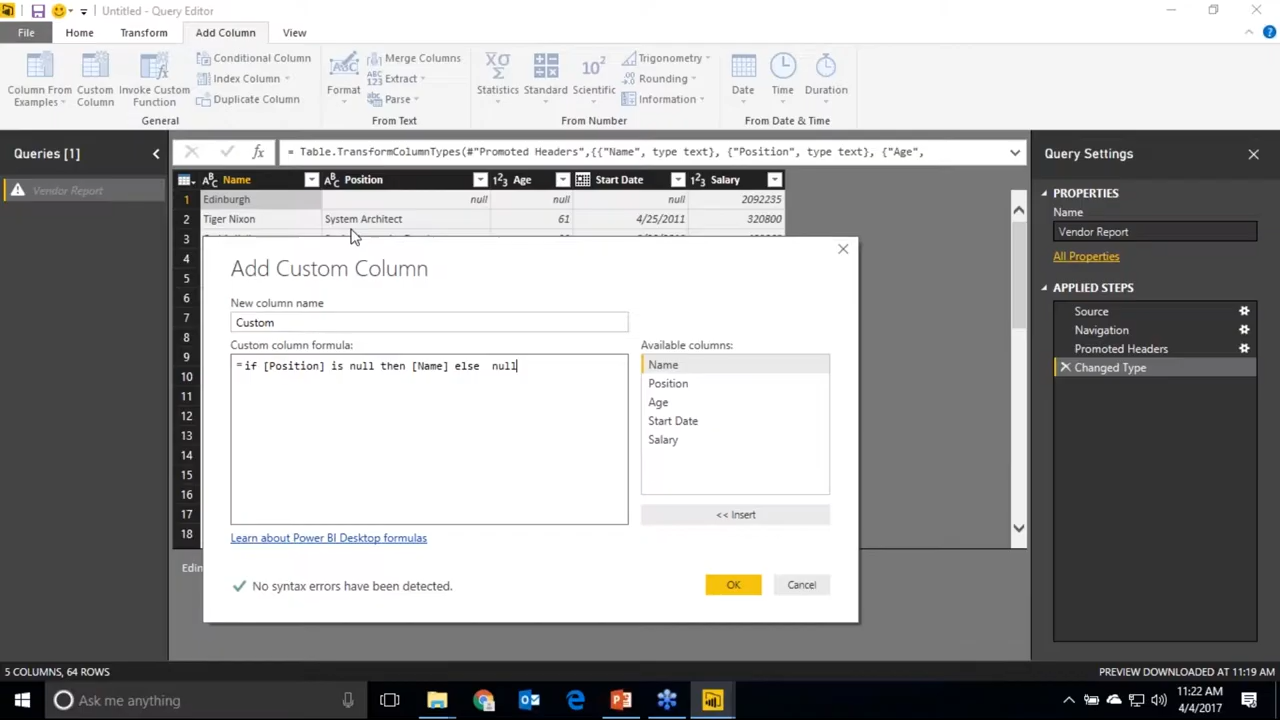 Untitled - Query Editor
File Home Transform Add Column View
Column From Examples
Custom Column
Invoke Custom Function
Conditional Column
Index Column
Duplicate Column
General
Format
Merge Columns
ABC Extract
Parse
From Text
Statistics
Standard
Scientific
Trigonometry
Rounding
Information
From Number
Date
Time
Duration
From Date & Time
Queries [1]
Vendor Report
fx = Table.TransformColumnTypes(#"Promoted Headers",{{"Name", type text}, {"Position", type text}, {"Age",
Name Position Age Start Date Salary
1 Edinburgh null null null 2092235
2 Tiger Nixon System Architect 61 4/25/2011 320800
3
4
5
6
7
8
9
10
11
12
13
14
15
16
17
18
Add Custom Column
New column name
Custom
Custom column formula:
=if [Position] is null then [Name] else  null
Available columns:
Name
Position
Age
Start Date
Salary
<< Insert
Learn about Power BI Desktop formulas
No syntax errors have been detected.
OK
Cancel
Query Settings
PROPERTIES
Name
Vendor Report
All Properties
APPLIED STEPS
Source
Navigation
Promoted Headers
Changed Type
5 COLUMNS, 64 ROWS
PREVIEW DOWNLOADED AT 11:19 AM
Ask me anything
11:22 AM
4/4/2017